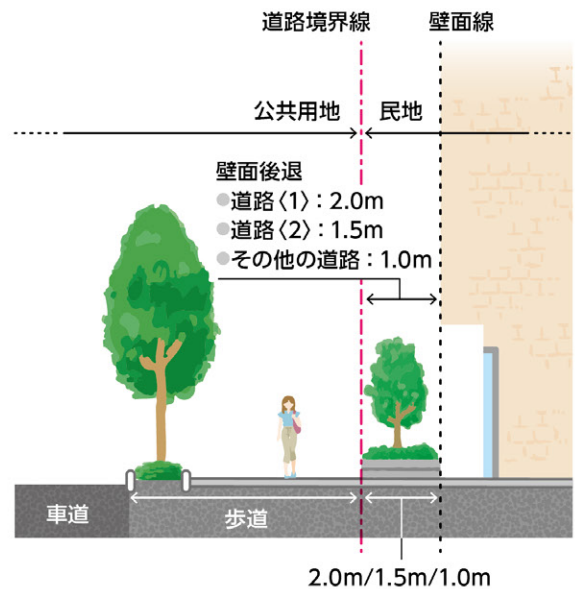 道路境界線
壁面線
公共用地
民地
壁面後退
●道路〈1〉：2.0m
●道路〈2〉：1.5m
●その他の道路：1.0m
車道
歩道
2.0m/1.5m/1.0m